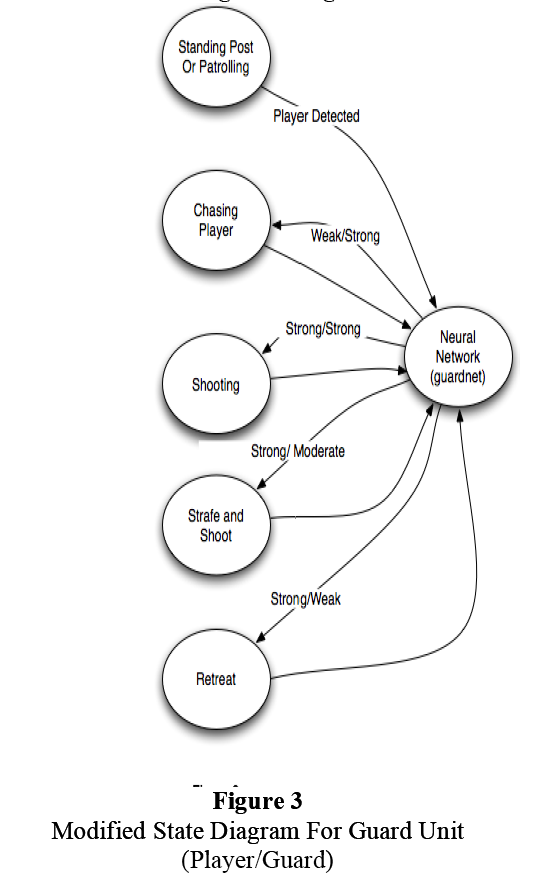 Standing Post
Or Patrolling
Player Detected
Chasing
Player
Weak/Strong
Strong/Strong
Neural
Network
(guardnet)
Shooting
Strong/ Moderate
Strafe and
Shoot
Strong/Weak
Retreat
Figure 3
Modified State Diagram For Guard Unit
(Player/Guard)